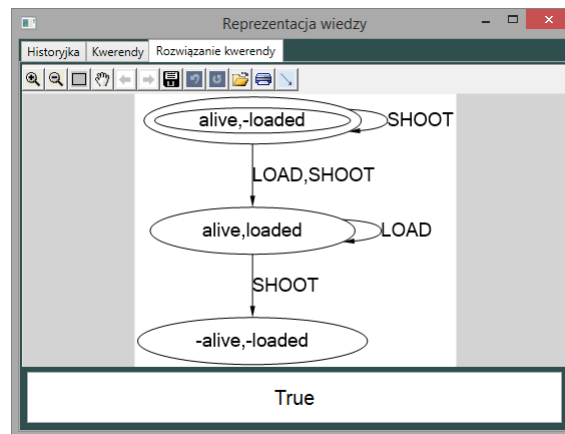 Reprezentacja wiedzy
Historyjka Kwerendy Rozwiązanie kwerendy
alive,-loaded SHOOT
LOAD,SHOOT
alive,loaded LOAD
SHOOT
-alive,-loaded
True